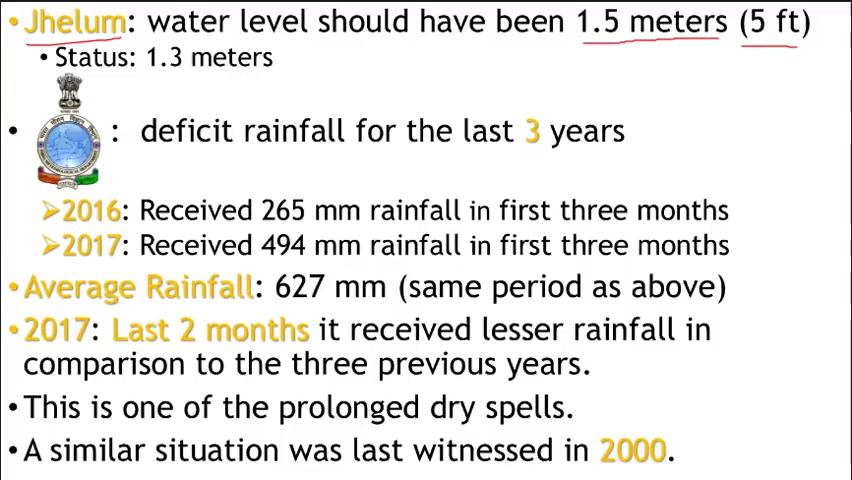 • Jhelum: water level should have been 1.5 meters (5 ft)
• Status: 1.3 meters
• : deficit rainfall for the last 3 years
➢2016: Received 265 mm rainfall in first three months
➢2017: Received 494 mm rainfall in first three months
• Average Rainfall: 627 mm (same period as above)
• 2017: Last 2 months it received lesser rainfall in
comparison to the three previous years.
• This is one of the prolonged dry spells.
• A similar situation was last witnessed in 2000.